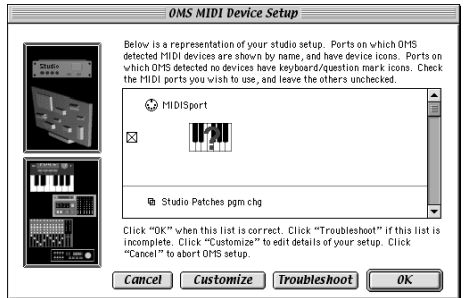 OMS MIDI Device Setup
Below is a representation of your studio setup. Ports on which OMS
detected MIDI devices are shown by name, and have device icons. Ports on
which OMS detected no devices have keyboard/question mark icons. Check
the MIDI ports you wish to use, and leave the others unchecked.
Studio
MIDISport
?
Studio Patches pgm chg
Click “OK” when this list is correct. Click “Troubleshoot” if this list is
incomplete. Click “Customize” to edit details of your setup. Click
“Cancel” to abort OMS setup.
Cancel Customize Troubleshoot OK